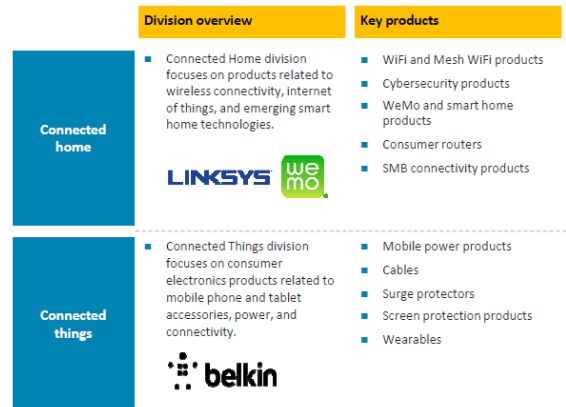 Division overview
Key products
Connected
home
■ Connected Home division
focuses on products related to
wireless connectivity, internet
of things, and emerging smart
home technologies.
LINKSYS
we
mo
■ WiFi and Mesh WiFi products
■ Cybersecurity products
■ WeMo and smart home
products
■ Consumer routers
■ SMB connectivity products
Connected
things
■ Connected Things division
focuses on consumer
electronics products related to
mobile phone and tablet
accessories, power, and
connectivity.
belkin
■ Mobile power products
■ Cables
■ Surge protectors
■ Screen protection products
■ Wearables